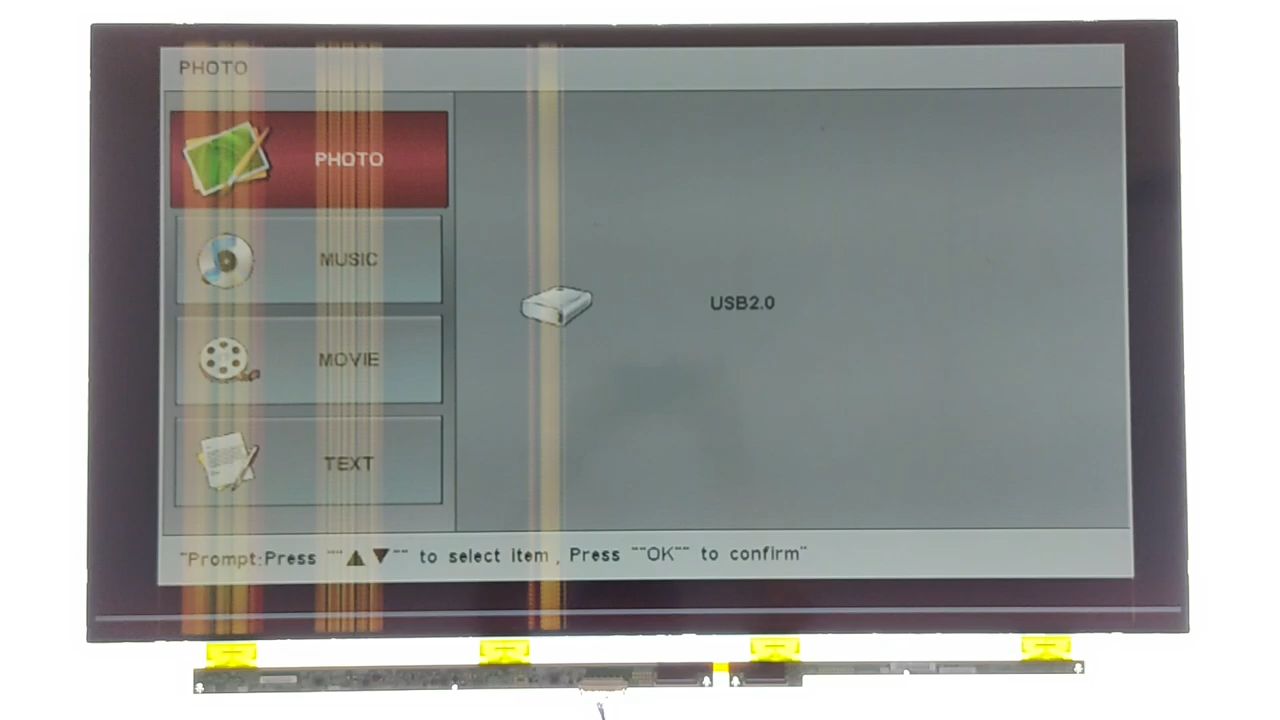 PHOTO
PHOTO
MUSIC
MOVIE
TEXT
USB2.0
"Prompt:Press """▲▼"" to select item, Press ""OK"" to confirm"